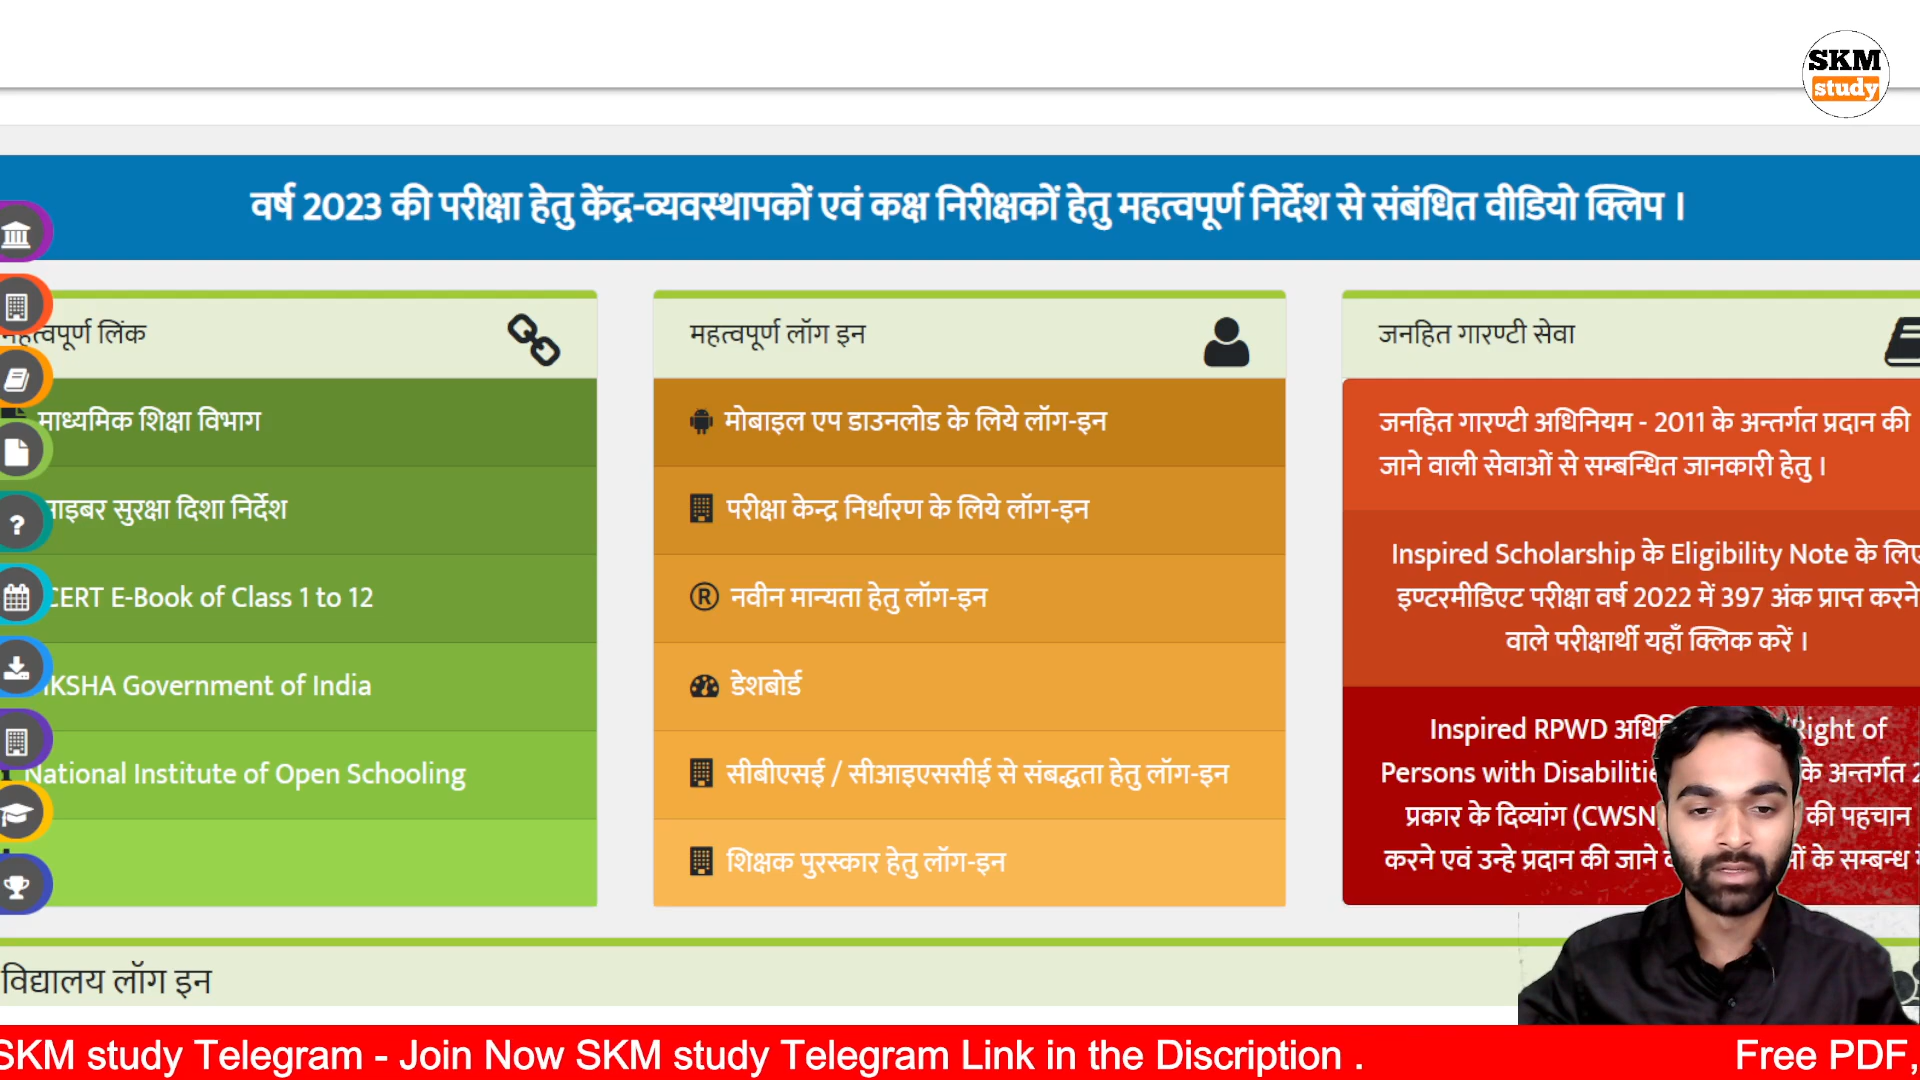 SKM
study
वर्ष 2023 की परीक्षा हेतु केंद्र-व्यवस्थापकों एवं कक्ष निरीक्षकों हेतु महत्वपूर्ण निर्देश से संबंधित वीडियो क्लिप ।
महत्वपूर्ण लिंक
माध्यमिक शिक्षा विभाग
साइबर सुरक्षा दिशा निर्देश
CERT E-Book of Class 1 to 12
IKSHA Government of India
National Institute of Open Schooling
महत्वपूर्ण लॉग इन
मोबाइल एप डाउनलोड के लिये लॉग-इन
परीक्षा केन्द्र निर्धारण के लिये लॉग-इन
नवीन मान्यता हेतु लॉग-इन
डेशबोर्ड
सीबीएसई / सीआइएससीई से संबद्धता हेतु लॉग-इन
शिक्षक पुरस्कार हेतु लॉग-इन
जनहित गारण्टी सेवा
जनहित गारण्टी अधिनियम - 2011 के अन्तर्गत प्रदान की
जाने वाली सेवाओं से सम्बन्धित जानकारी हेतु ।
Inspired Scholarship के Eligibility Note के लिए
इण्टरमीडिएट परीक्षा वर्ष 2022 में 397 अंक प्राप्त करने
वाले परीक्षार्थी यहाँ क्लिक करें ।
Inspired RPWD Right of
Persons with के अन्तर्गत
प्रकार के दिव्यांग (CWSN की पहचान
करने एवं उन्हे प्रदान की जाने के सम्बन्ध
विद्यालय लॉग इन
SKM study Telegram - Join Now SKM study Telegram Link in the Discription . Free PDF,